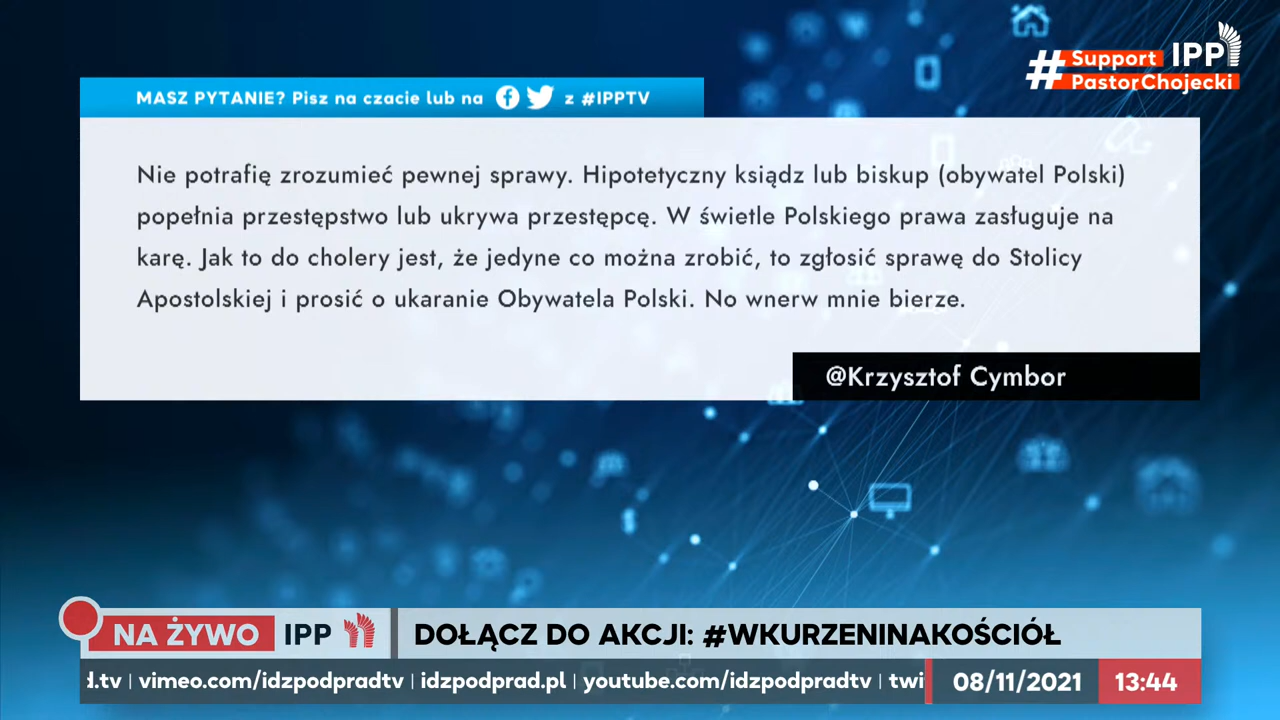 #Support IPP
PastorChojecki
MASZ PYTANIE? Pisz na czacie lub na z #IPPTV
Nie potrafię zrozumieć pewnej sprawy. Hipotetyczny ksiądz lub biskup (obywatel Polski)
popełnia przestępstwo lub ukrywa przestępcę. W świetle Polskiego prawa zasługuje na
karę. Jak to do cholery jest, że jedyne co można zrobić, to zgłosić sprawę do Stolicy
Apostolskiej i prosić o ukaranie Obywatela Polski. No wnerw mnie bierze.
@Krzysztof Cymbor
NA ŻYWO IPP DOŁĄCZ DO AKCJI: #WKURZENINAKOŚCIÓŁ
d.tv | vimeo.com/idzpodpradtv | idzpodprad.pl | youtube.com/idzpodpradtv | twi 08/11/2021 13:44